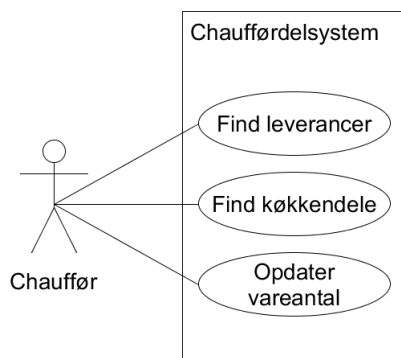 Chaufførdelsystem
Find leverancer
Find køkkendele
Chauffør
Opdater
vareantal